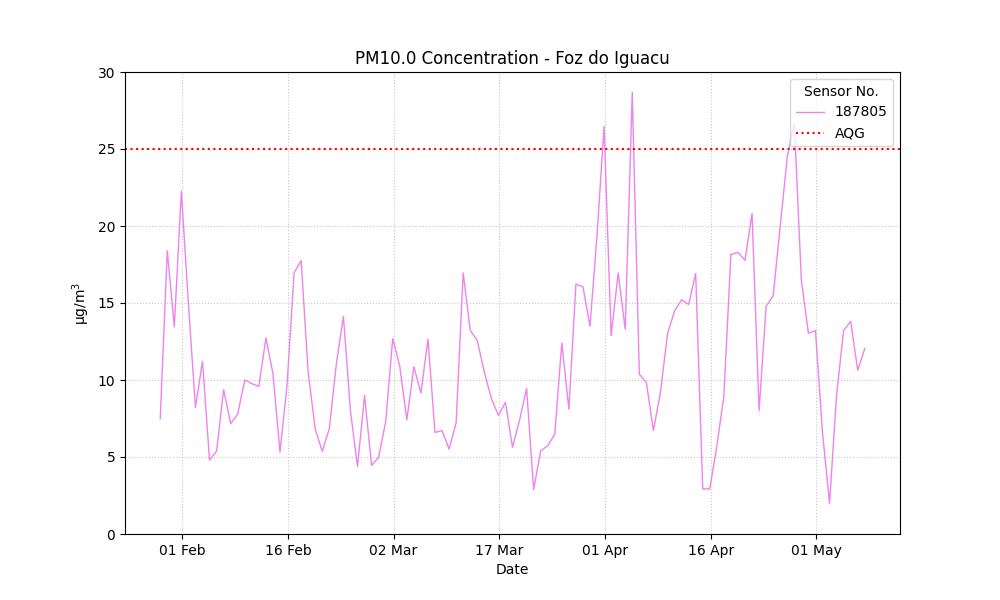 PM10.0 Concentration - Foz do Iguacu
30
25
20
15
10
5
0
µg/m³
Sensor No.
187805
AQG
01 Feb
16 Feb
02 Mar
17 Mar
01 Apr
16 Apr
01 May
Date